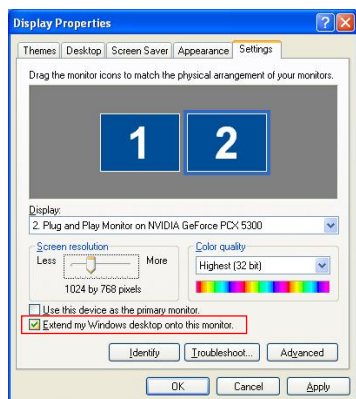 Display Properties
Themes Desktop Screen Saver Appearance Settings
Drag the monitor icons to match the physical arrangement of your monitors.
1 2
Display:
2. Plug and Play Monitor on NVIDIA GeForce PCX 5300
Screen resolution
Less More
1024 by 768 pixels
Color quality
Highest (32 bit)
Use this device as the primary monitor.
Extend my Windows desktop onto this monitor.
Identify Troubleshoot... Advanced
OK Cancel Apply